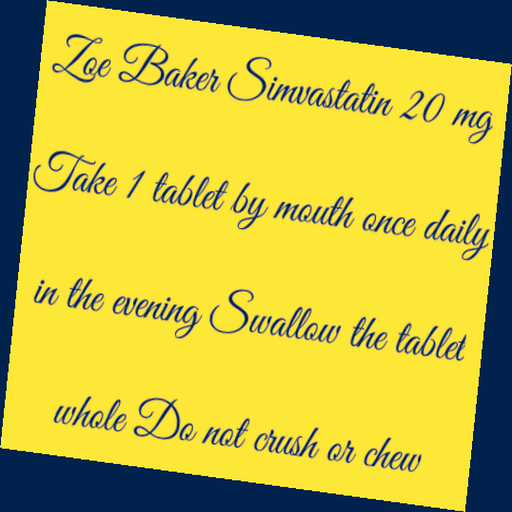 Zoe Baker Simvastatin 20 mg
Take 1 tablet by mouth once daily
in the evening Swallow the tablet
whole Do not crush or chew